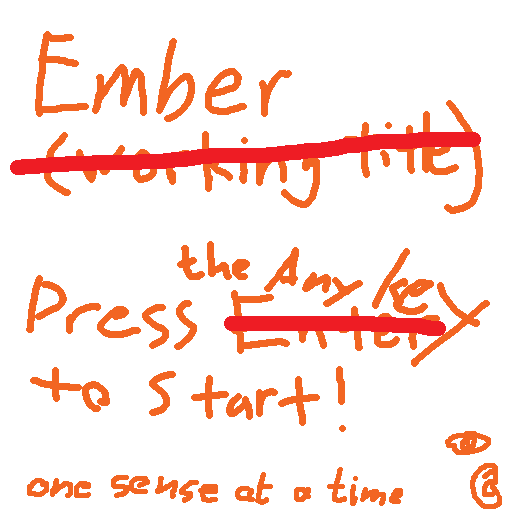 Ember
(working title)
Press Enter the Any Key
to Start!
one sense at a time